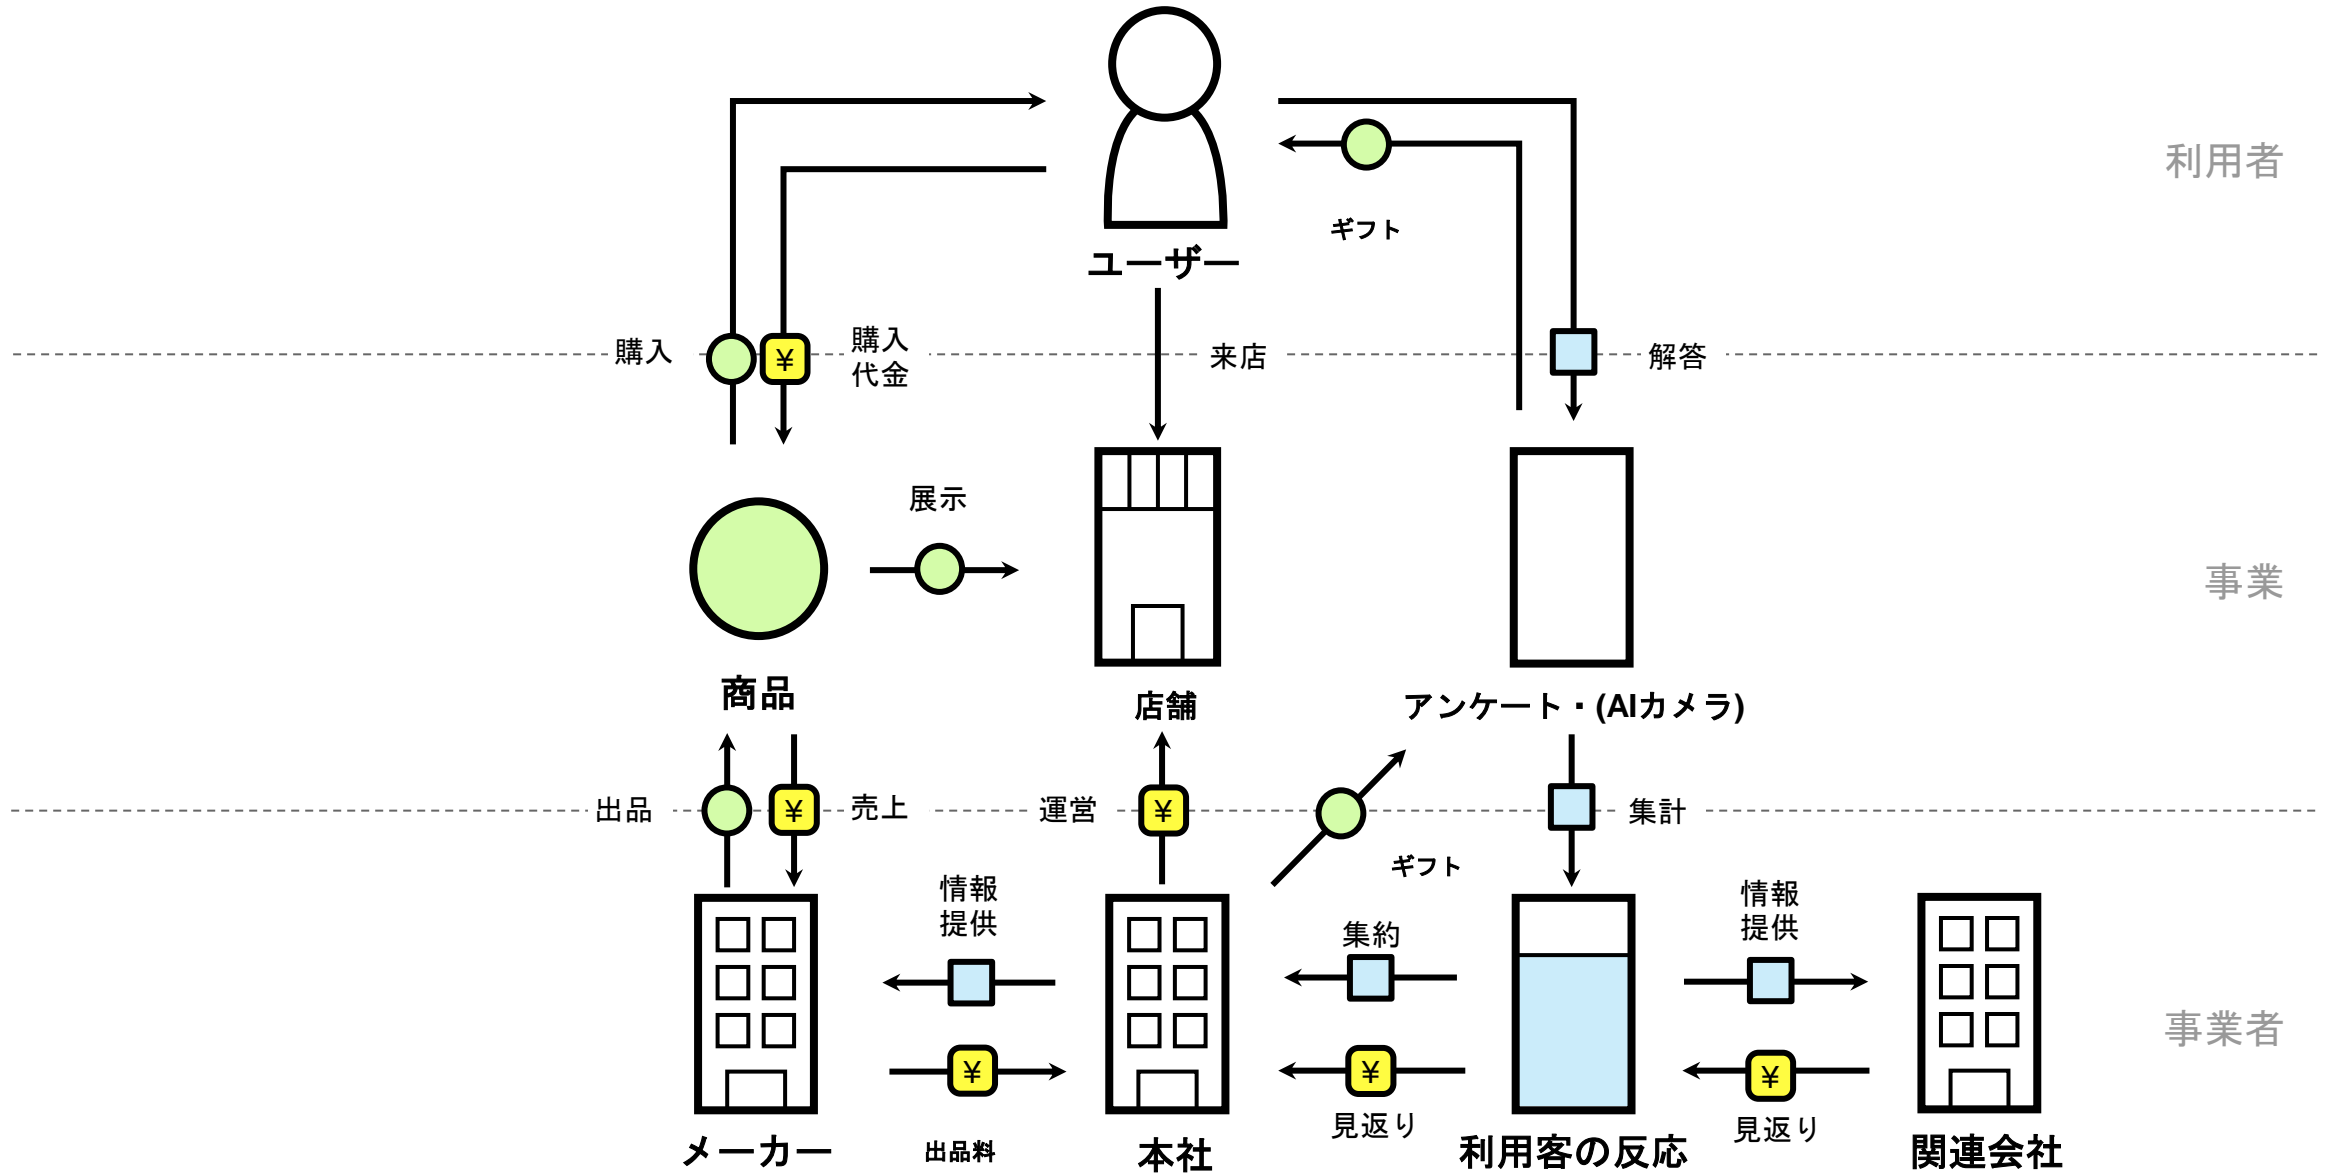 利用者
ギフト
ユーザー
購入
¥
購入
代金
来店
解答
展示
事業
商品
店舗
アンケート・(AIカメラ)
出品
¥
売上
運営
¥
集計
ギフト
情報
提供
情報
提供
集約
事業者
¥
¥
¥
見返り
見返り
メーカー
出品料
本社
利用客の反応
関連会社